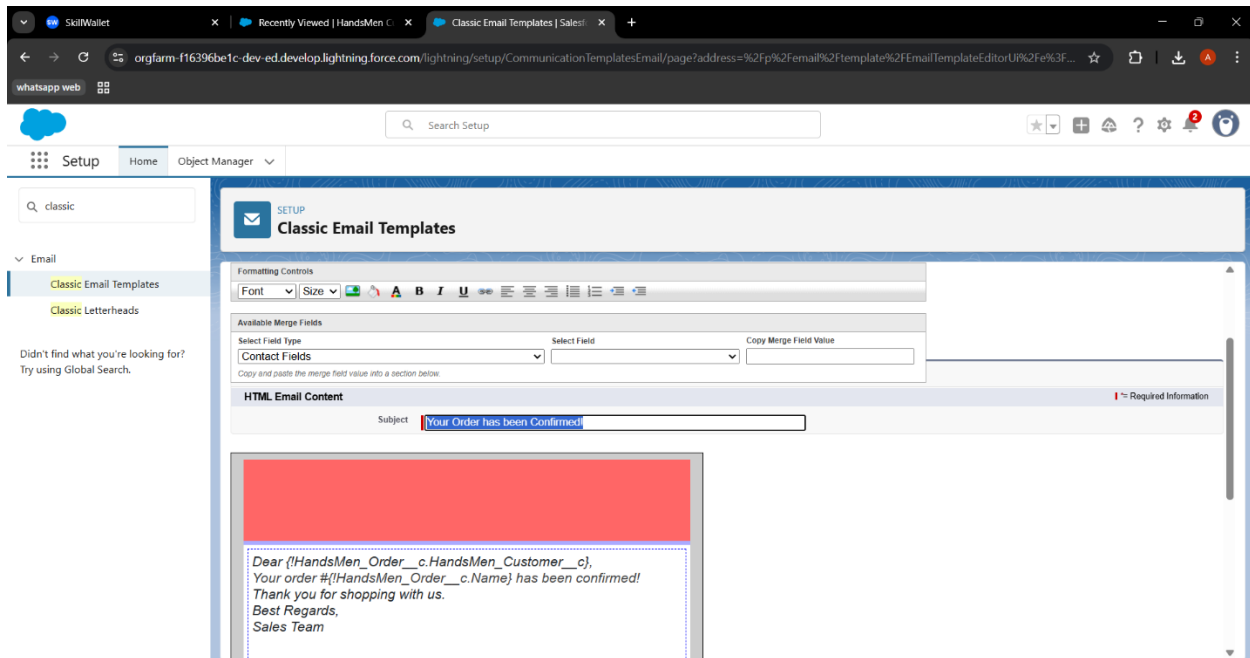 SkillWallet
Recently Viewed | HandsMen C
Classic Email Templates | Salesf
orgfarm-f16396be1c-dev-ed.develop.lightning.force.com/lightning/setup/CommunicationTemplatesEmail/page?address=%2Fp%2Femail%2Ftemplate%2FEmailTemplateEditorUi%2Fe%3F...
A
whatsapp web
Search Setup
2
Setup
Home
Object Manager
classic
SETUP
Classic Email Templates
Email
Classic Email Templates
Classic Letterheads
Didn't find what you're looking for?
Try using Global Search.
Formatting Controls
Font
Size
A B I U
Available Merge Fields
Select Field Type Select Field Copy Merge Field Value
Contact Fields
Copy and paste the merge field value into a section below.
HTML Email Content
= Required Information
Subject Your Order has been Confirmed!
Dear {!HandsMen_Order__c.HandsMen_Customer__c},
Your order #{!HandsMen_Order__c.Name} has been confirmed!
Thank you for shopping with us.
Best Regards,
Sales Team